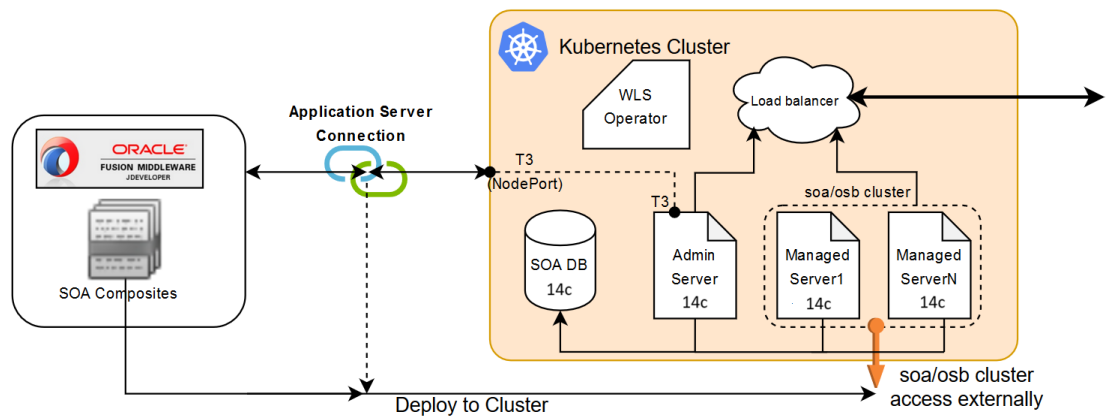 Kubernetes Cluster
WLS
Operator
Load balancer
Application Server
Connection
ORACLE
FUSION MIDDLEWARE
JDEVELOPER
SOA Composites
T3
(NodePort)
T3
soa/osb cluster
SOA DB
14c
Admin
Server
14c
Managed
Server1
14c
Managed
ServerN
14c
Deploy to Cluster
soa/osb cluster
access externally